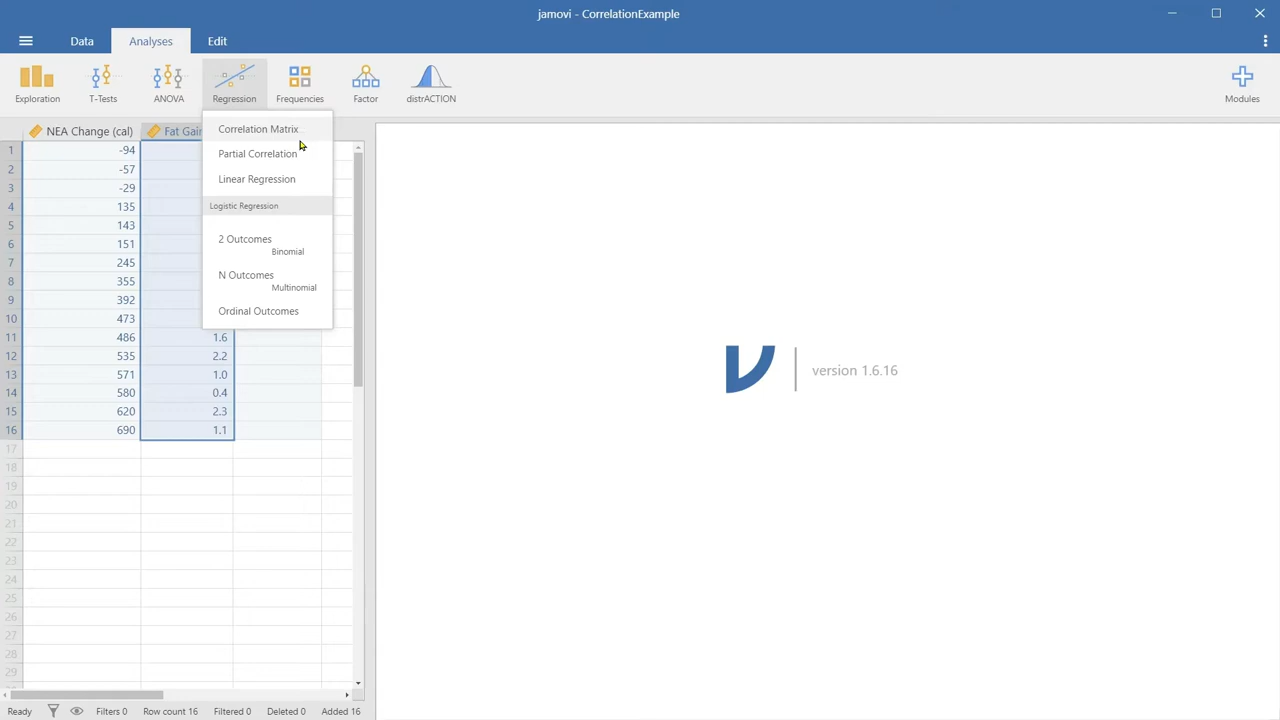 jamovi - CorrelationExample
Data Analyses Edit
Exploration T-Tests ANOVA Regression Frequencies Factor distrACTION Modules
NEA Change (cal) Fat Gain
Correlation Matrix
Partial Correlation
Linear Regression
Logistic Regression
2 Outcomes
Binomial
N Outcomes
Multinomial
Ordinal Outcomes
1 -94
2 -57
3 -29
4 135
5 143
6 151
7 245
8 355
9 392
10 473
11 486 1.6
12 535 2.2
13 571 1.0
14 580 0.4
15 620 2.3
16 690 1.1
17
18
19
20
21
22
23
24
25
26
27
28
29
version 1.6.16
Ready Filters 0 Row count 16 Filtered 0 Deleted 0 Added 16